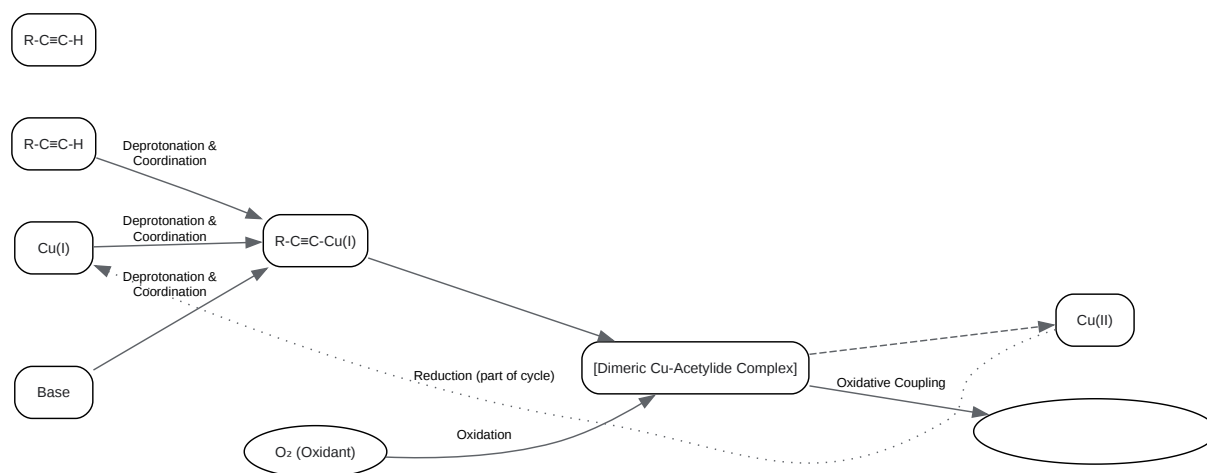 R-C≡C-H
R-C≡C-H
Deprotonation &
Coordination
Cu(I)
Deprotonation &
Coordination
R-C≡C-Cu(I)
Deprotonation &
Coordination
Cu(II)
[Dimeric Cu-Acetylide Complex]
Base
Reduction (part of cycle)
Oxidative Coupling
Oxidation
O₂ (Oxidant)